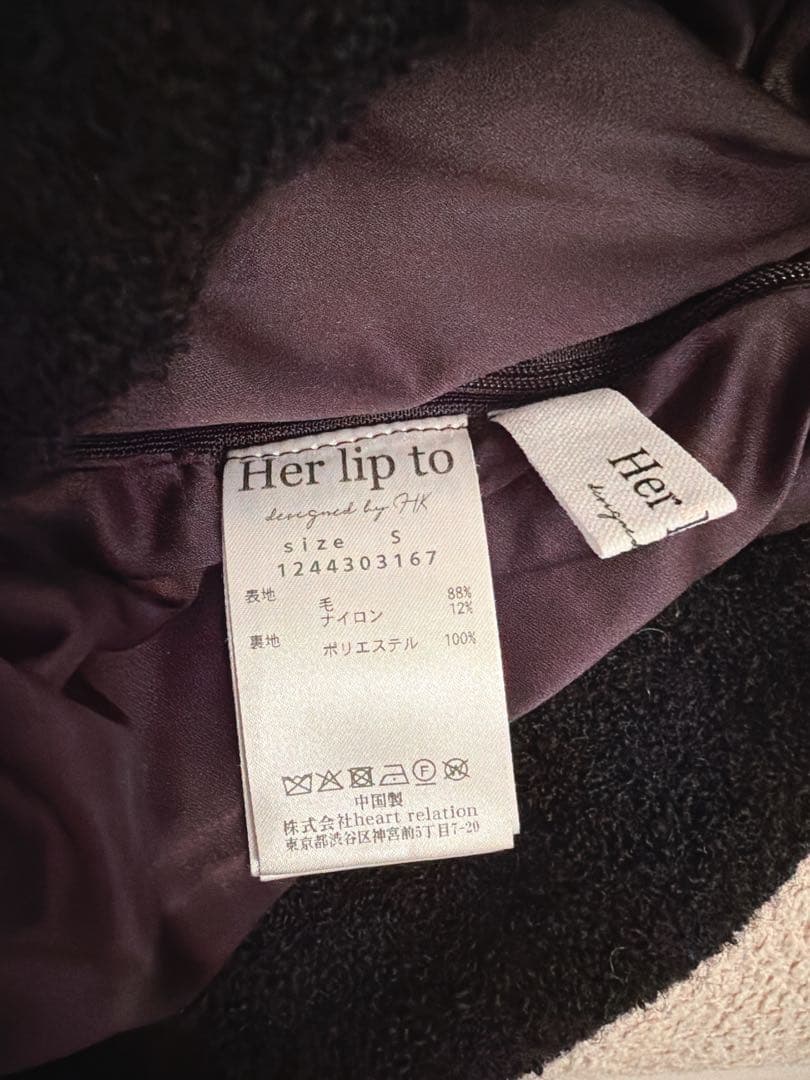 Her lip to
designed by HK
size S
1244303167
表地 毛 88%
ナイロン 12%
裏地 ポリエステル 100%
中国製
株式会社heart relation
東京都渋谷区神宮前5丁目7-20
Her l
designed